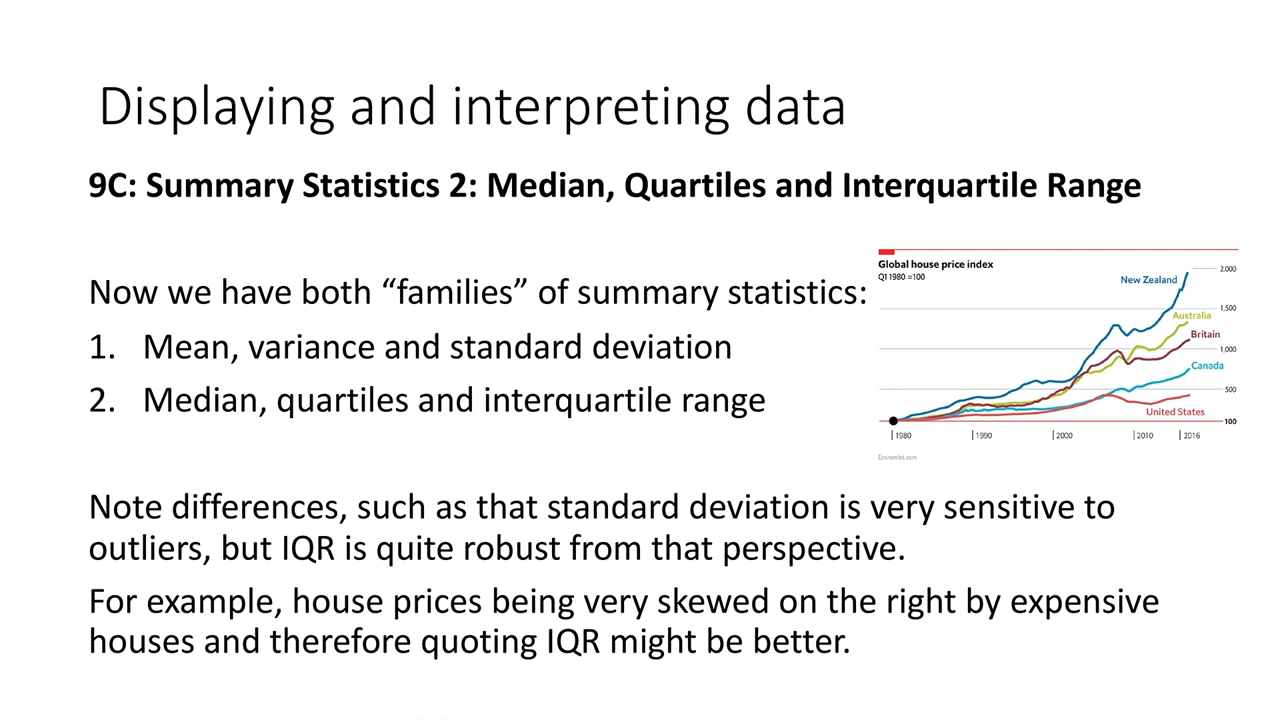 Displaying and interpreting data
9C: Summary Statistics 2: Median, Quartiles and Interquartile Range
Now we have both “families” of summary statistics:
1. Mean, variance and standard deviation
2. Median, quartiles and interquartile range
Global house price index
Q1 1980 =100
2,000
New Zealand
1,500
Australia
Britain
1,000
Canada
500
United States
100
1980 1990 2000 2010 2016
Economist.com
Note differences, such as that standard deviation is very sensitive to
outliers, but IQR is quite robust from that perspective.
For example, house prices being very skewed on the right by expensive
houses and therefore quoting IQR might be better.